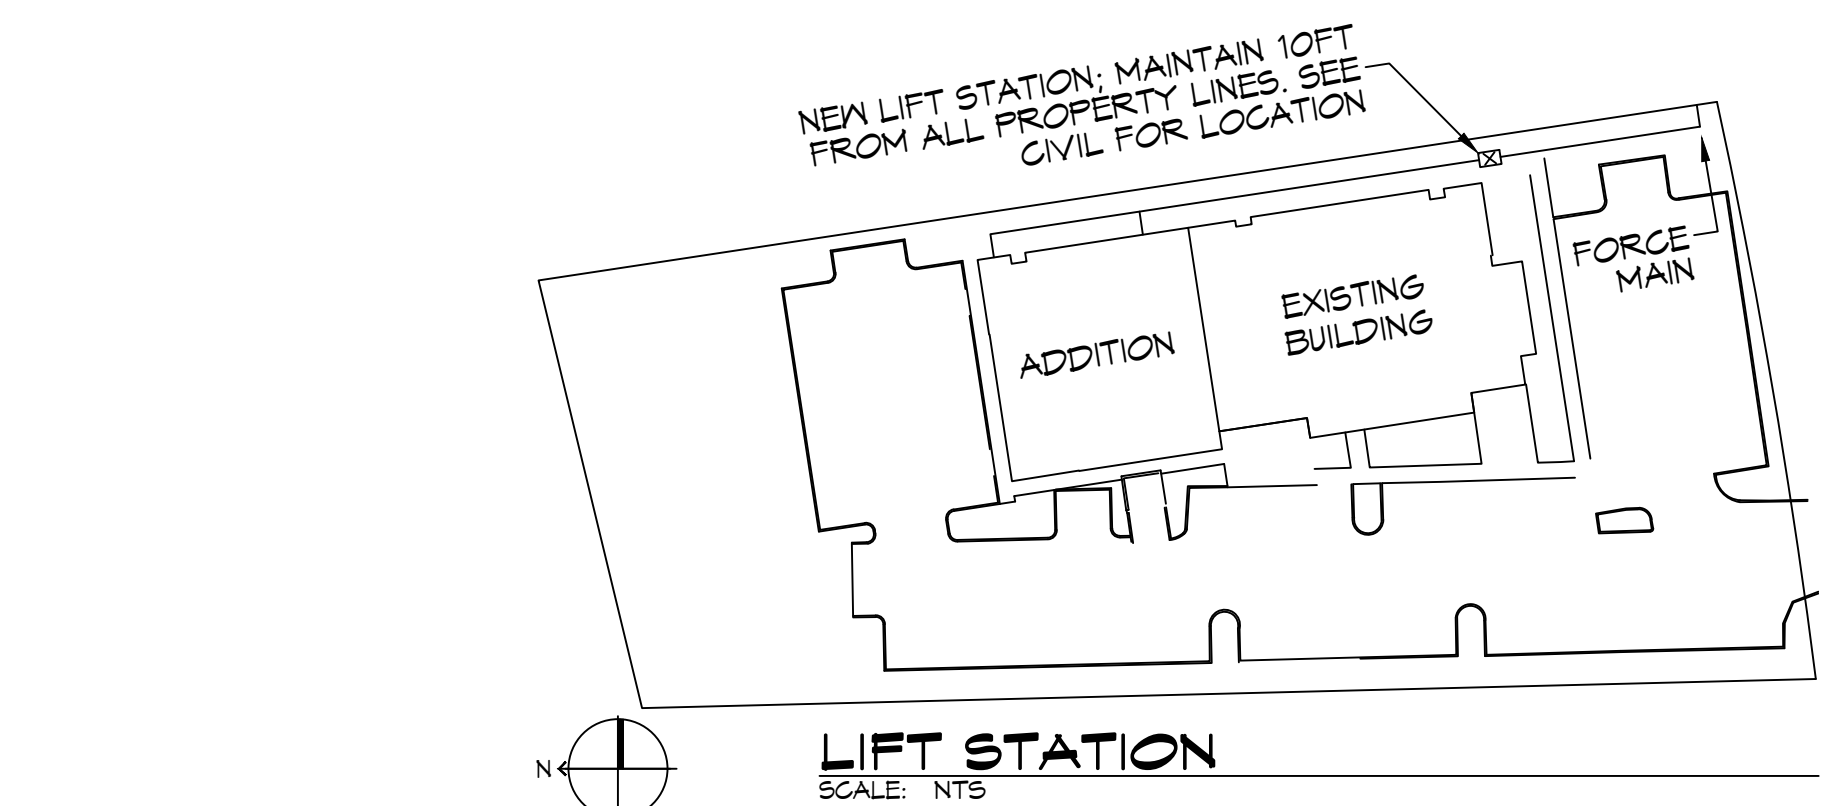 NEW LIFT STATION; MAINTAIN 10FT
FROM ALL PROPERTY LINES. SEE
CIVIL FOR LOCATION
FORCE
MAIN
EXISTING
BUILDING
ADDITION
N
LIFT STATION
SCALE: NTS